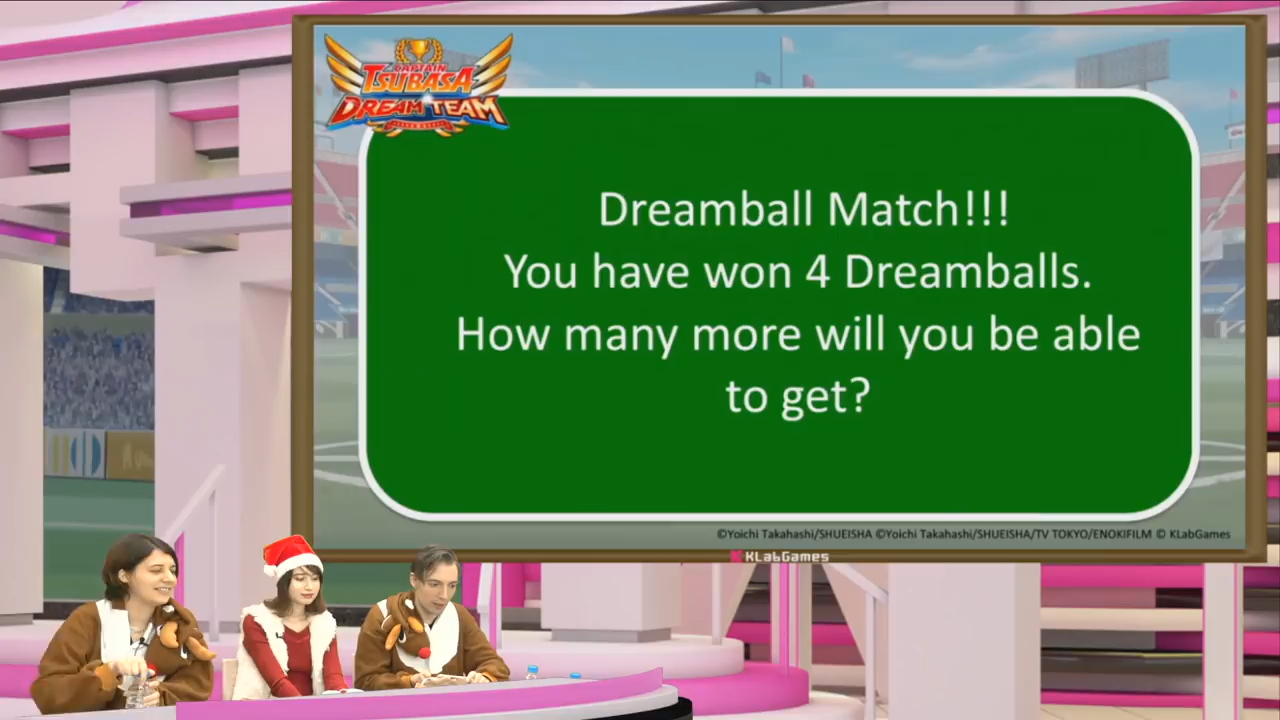 CAPTAIN
TSUBASA
DREAM TEAM
Dreamball Match!!!
You have won 4 Dreamballs.
How many more will you be able
to get?
©Yoichi Takahashi/SHUEISHA ©Yoichi Takahashi/SHUEISHA/TV TOKYO/ENOKIFILM © KLabGames
KLabGames